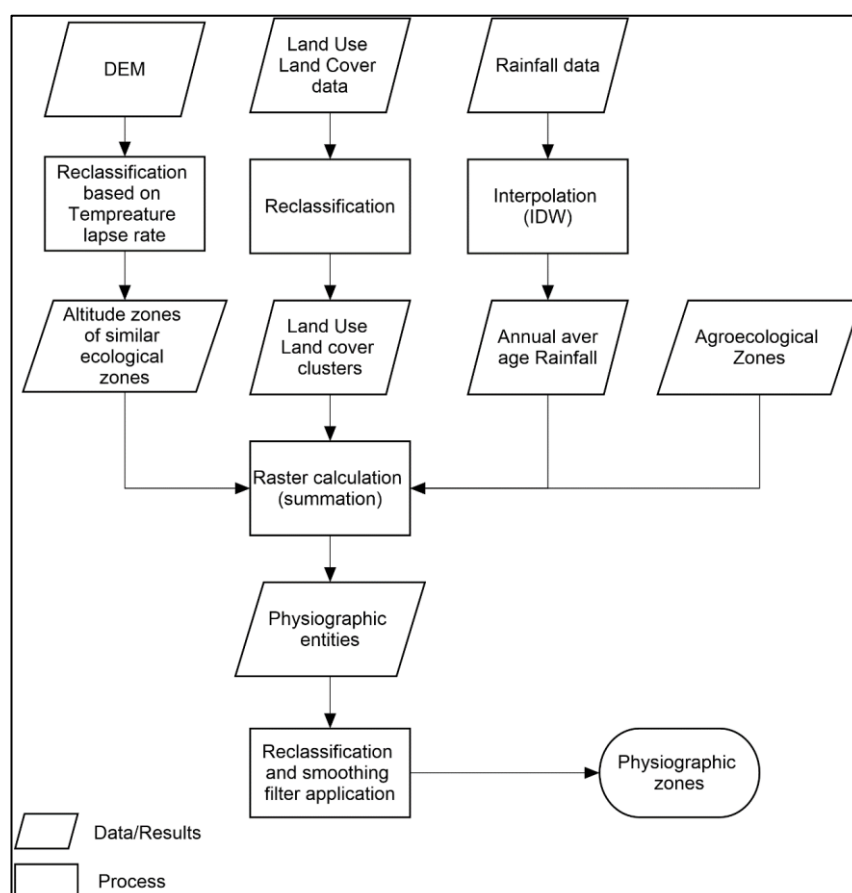 DEM
Land Use
Land Cover
data
Rainfall data
Reclassification
based on
Tempreature
lapse rate
Reclassification
Interpolation
(IDW)
Altitude zones
of similar
ecological
zones
Land Use
Land cover
clusters
Annual aver
age Rainfall
Agroecological
Zones
Raster calculation
(summation)
Physiographic
entities
Reclassification
and smoothing
filter application
Physiographic
zones
Data/Results
Process